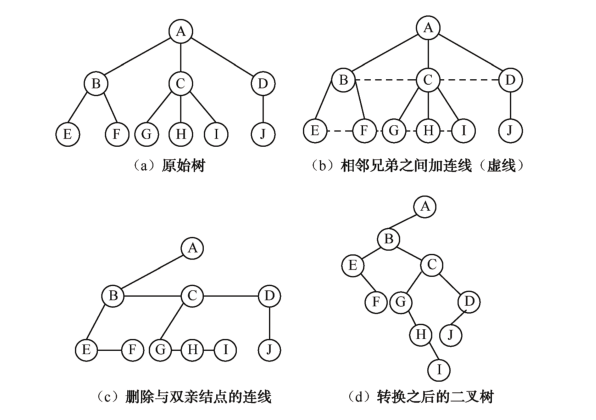 A
B C D
E F G H I J
(a)原始树
A
B C D
E F G H I J
(b)相邻兄弟之间加连线(虚线)
A
B C D
E F G H I J
(c)删除与双亲结点的连线
A
B
E C
F G D
H J
I
(d)转换之后的二叉树